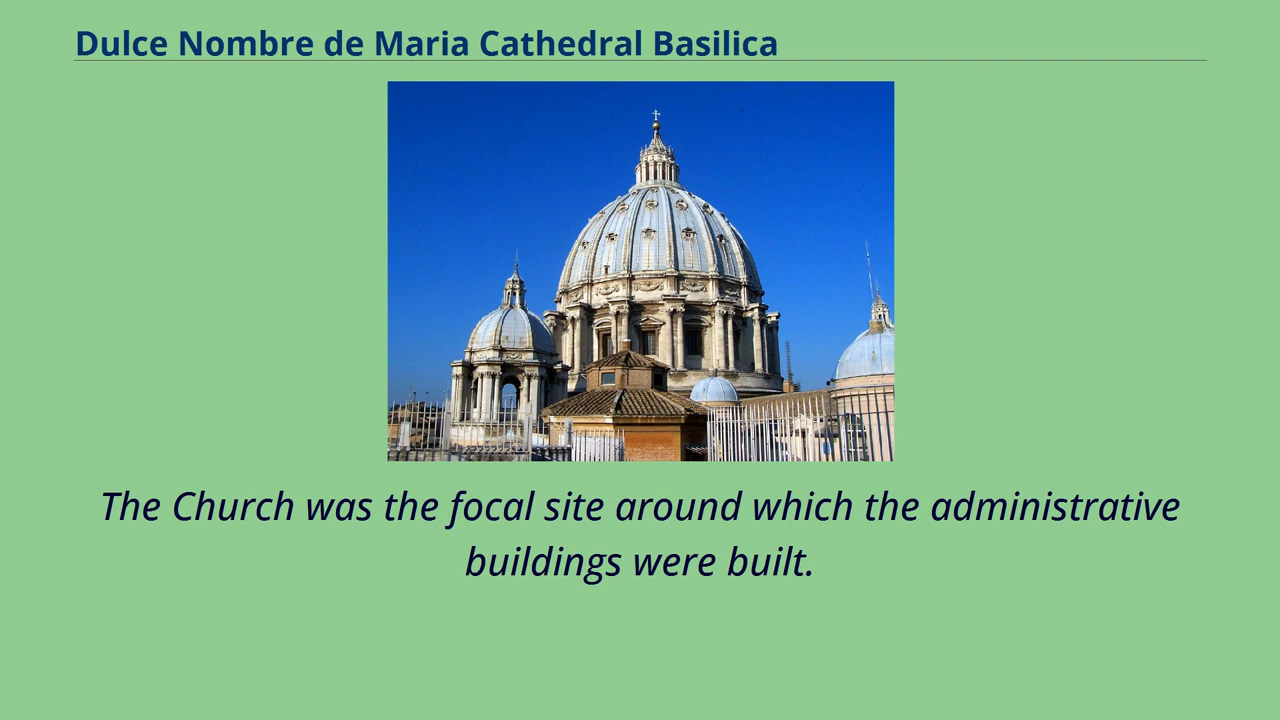 Dulce Nombre de Maria Cathedral Basilica
The Church was the focal site around which the administrative
buildings were built.